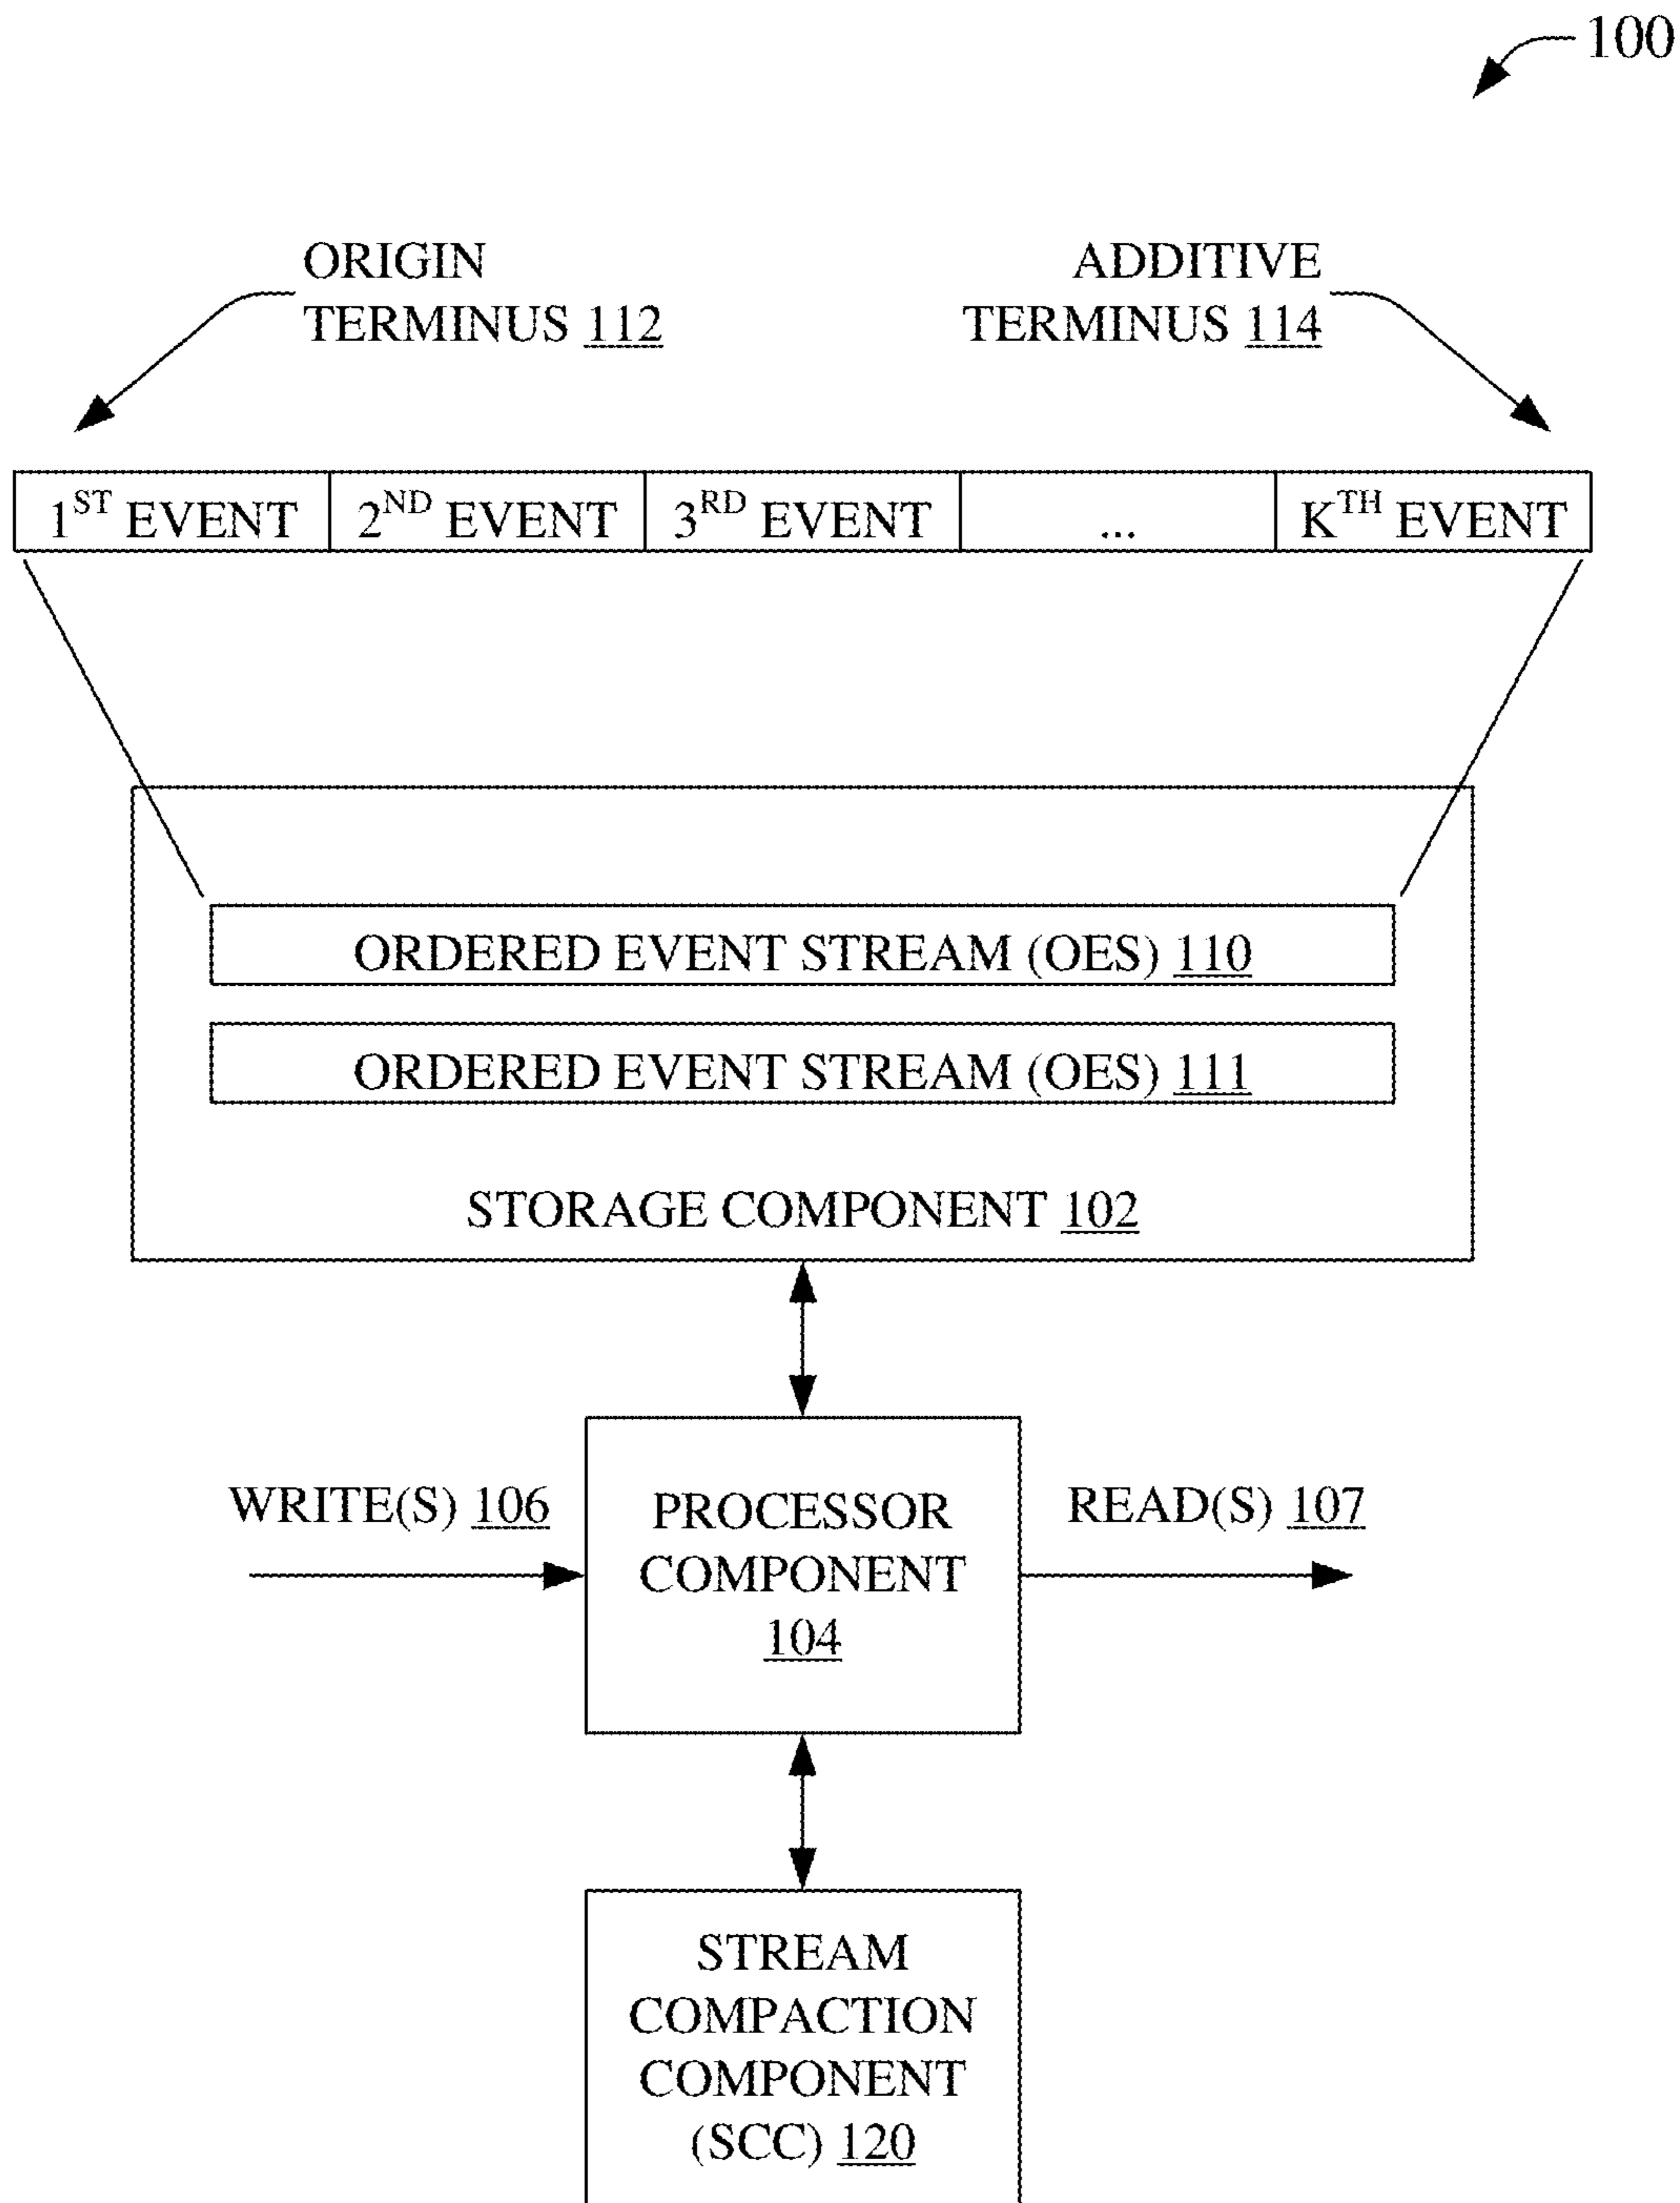 100
ORIGIN
TERMINUS 112
ADDITIVE
TERMINUS 114
1ST EVENT
2ND EVENT
3RD EVENT
...
KTH EVENT
ORDERED EVENT STREAM (OES) 110
ORDERED EVENT STREAM (OES) 111
STORAGE COMPONENT 102
WRITE(S) 106
PROCESSOR
COMPONENT
104
READ(S) 107
STREAM
COMPACTION
COMPONENT
(SCC) 120